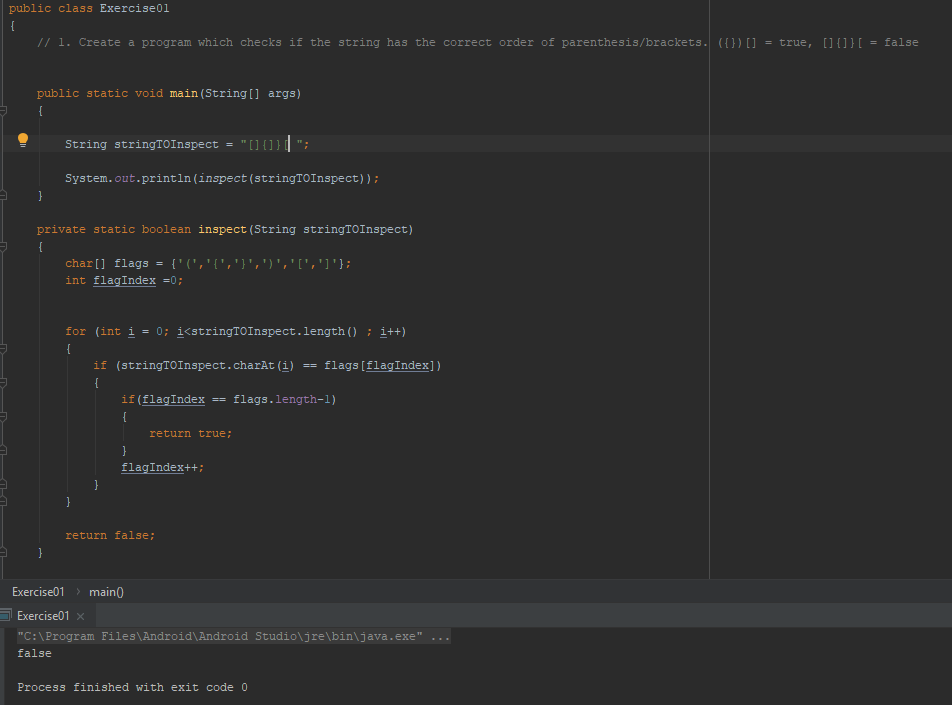 public class Exercise01
{
// 1. Create a program which checks if the string has the correct order of parenthesis/brackets. ({})[] = true, []{]}[ = false
public static void main(String[] args)
{
String stringTOInspect = "[]{]}[ ";
System.out.println(inspect(stringTOInspect));
}
private static boolean inspect(String stringTOInspect)
{
char[] flags = {'(','{','}',')','[',']'};
int flagIndex =0;
for (int i = 0; i<stringTOInspect.length() ; i++)
{
if (stringTOInspect.charAt(i) == flags[flagIndex])
{
if(flagIndex == flags.length-1)
{
return true;
}
flagIndex++;
}
}
return false;
}
Exercise01 › main()
Exercise01 ×
"C:\Program Files\Android\Android Studio\jre\bin\java.exe" ...
false
Process finished with exit code 0